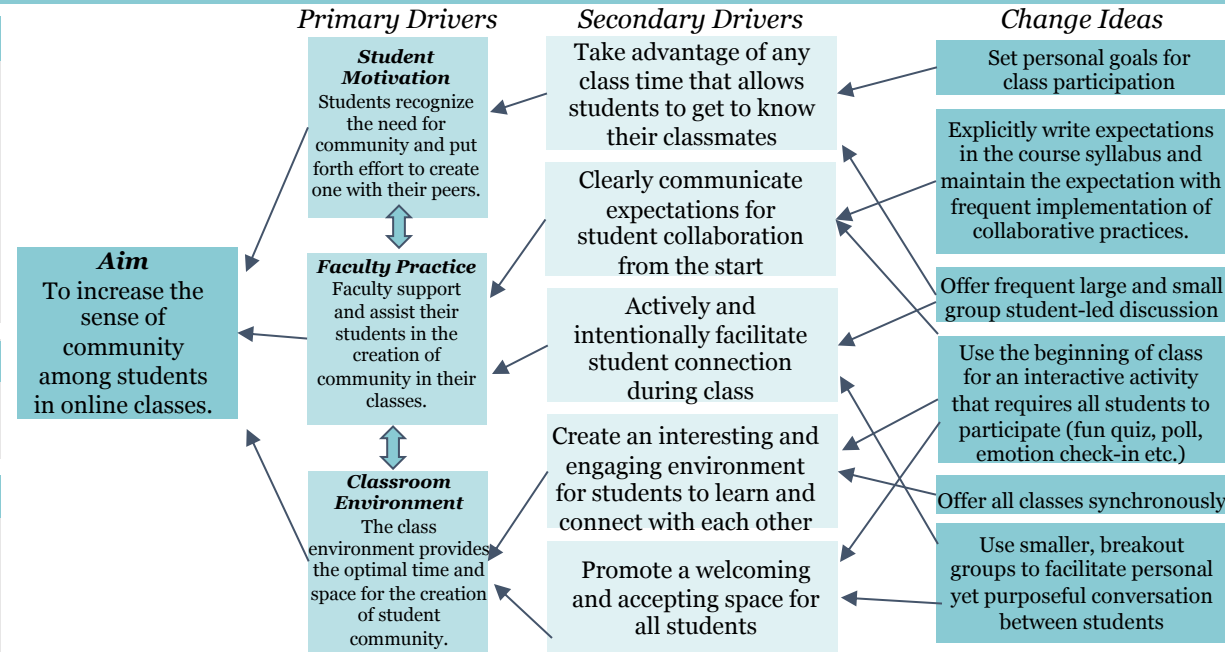 Primary Drivers
Secondary Drivers
Change Ideas
Aim
To increase the
sense of
community
among students
in online classes.
Student
Motivation
Students recognize
the need for
community and put
forth effort to create
one with their peers.
Faculty Practice
Faculty support
and assist their
students in the
creation of
community in their
classes.
Classroom
Environment
The class
environment provides
the optimal time and
space for the creation
of student
community.
Take advantage of any
class time that allows
students to get to know
their classmates
Clearly communicate
expectations for
student collaboration
from the start
Actively and
intentionally facilitate
student connection
during class
Create an interesting and
engaging environment
for students to learn and
connect with each other
Promote a welcoming
and accepting space for
all students
Set personal goals for
class participation
Explicitly write expectations
in the course syllabus and
maintain the expectation with
frequent implementation of
collaborative practices.
Offer frequent large and small
group student-led discussion
Use the beginning of class
for an interactive activity
that requires all students to
participate (fun quiz, poll,
emotion check-in etc.)
Offer all classes synchronously
Use smaller, breakout
groups to facilitate personal
yet purposeful conversation
between students